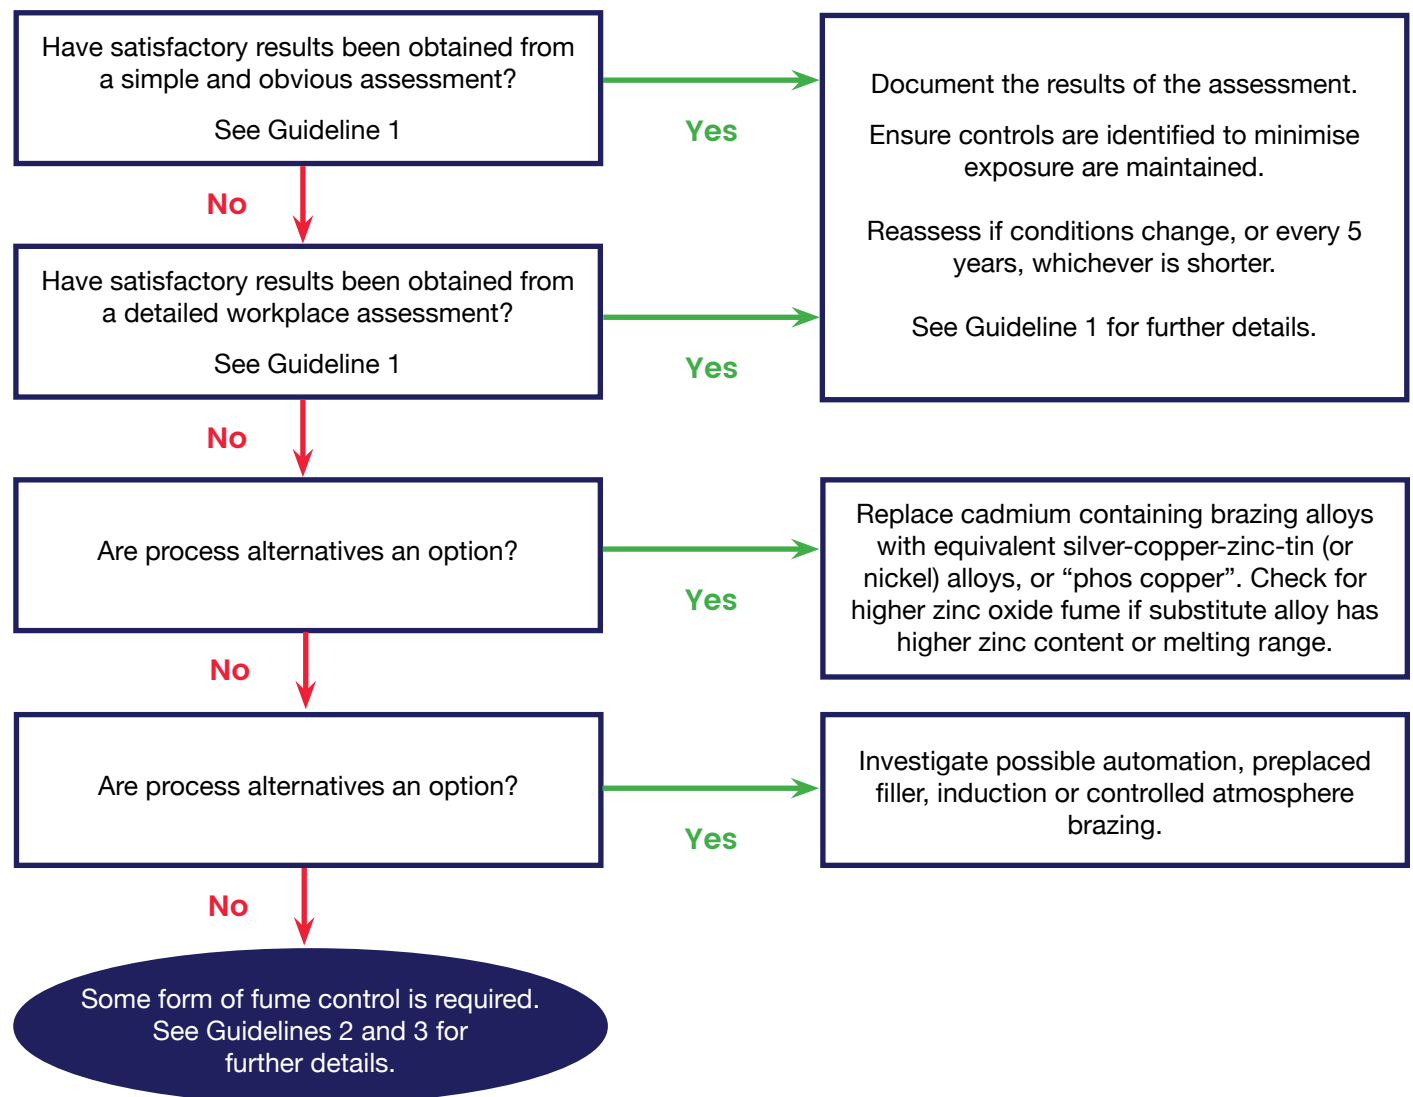 Have satisfactory results been obtained from
a simple and obvious assessment?
See Guideline 1
Yes
Document the results of the assessment.
Ensure controls are identified to minimise
exposure are maintained.
Reassess if conditions change, or every 5
years, whichever is shorter.
See Guideline 1 for further details.
No
Have satisfactory results been obtained from
a detailed workplace assessment?
See Guideline 1
Yes
No
Are process alternatives an option?
Yes
Replace cadmium containing brazing alloys
with equivalent silver-copper-zinc-tin (or
nickel) alloys, or “phos copper”. Check for
higher zinc oxide fume if substitute alloy has
higher zinc content or melting range.
No
Are process alternatives an option?
Yes
Investigate possible automation, preplaced
filler, induction or controlled atmosphere
brazing.
No
Some form of fume control is required.
See Guidelines 2 and 3 for
further details.